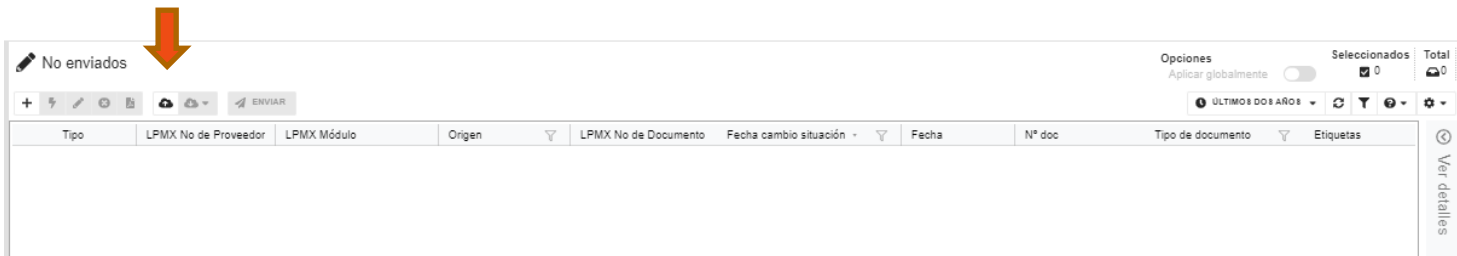 No enviados
Opciones
Aplicar globalmente
Seleccionados
0
Total
0
ENVIAR
ÚLTIMOS DOS AÑOS
Tipo LPMX No de Proveedor LPMX Módulo Origen LPMX No de Documento Fecha cambio situación Fecha Nº doc Tipo de documento Etiquetas
Ver detalles